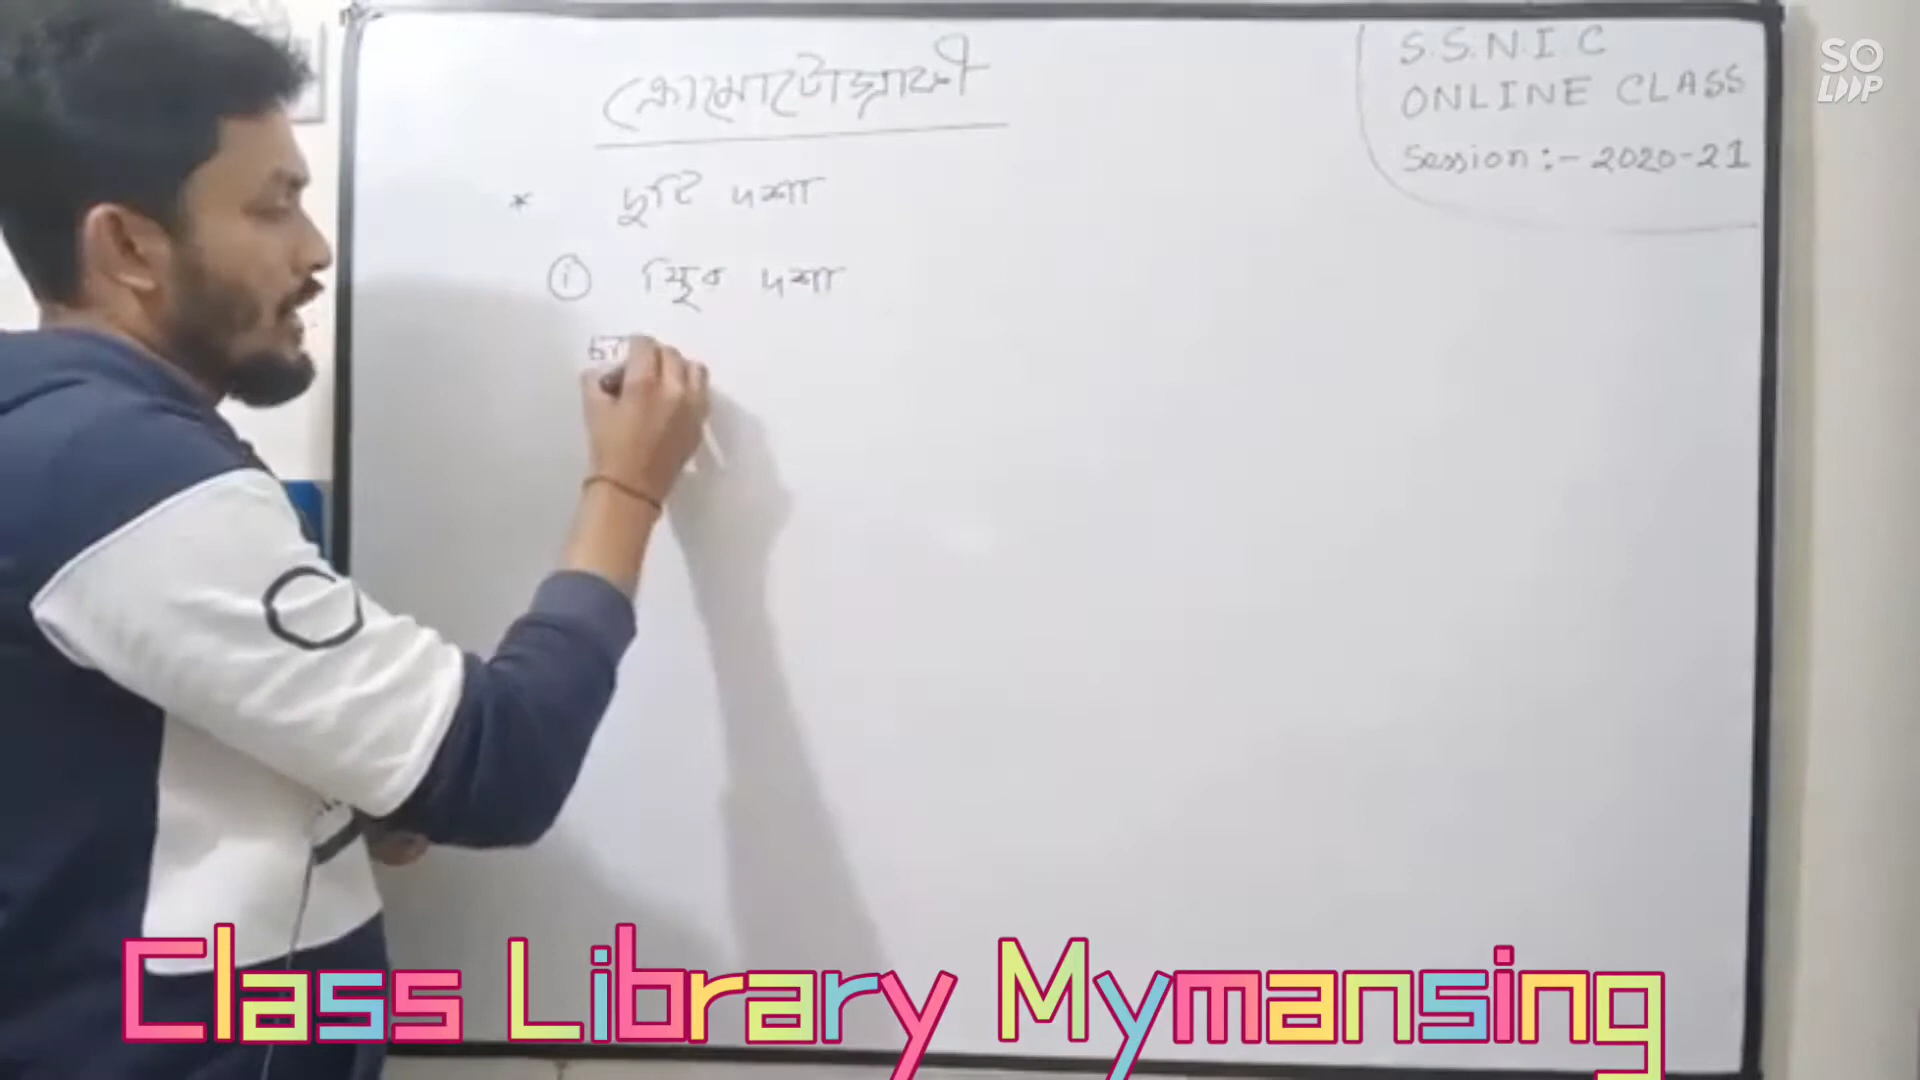 ক্রোমাটোগ্রাফী
* দুটি দশা
i স্থির দশা
S.S.N.I.C
ONLINE CLASS
Session :- 2020-21
SO
LOOP
Class Library Mymansing